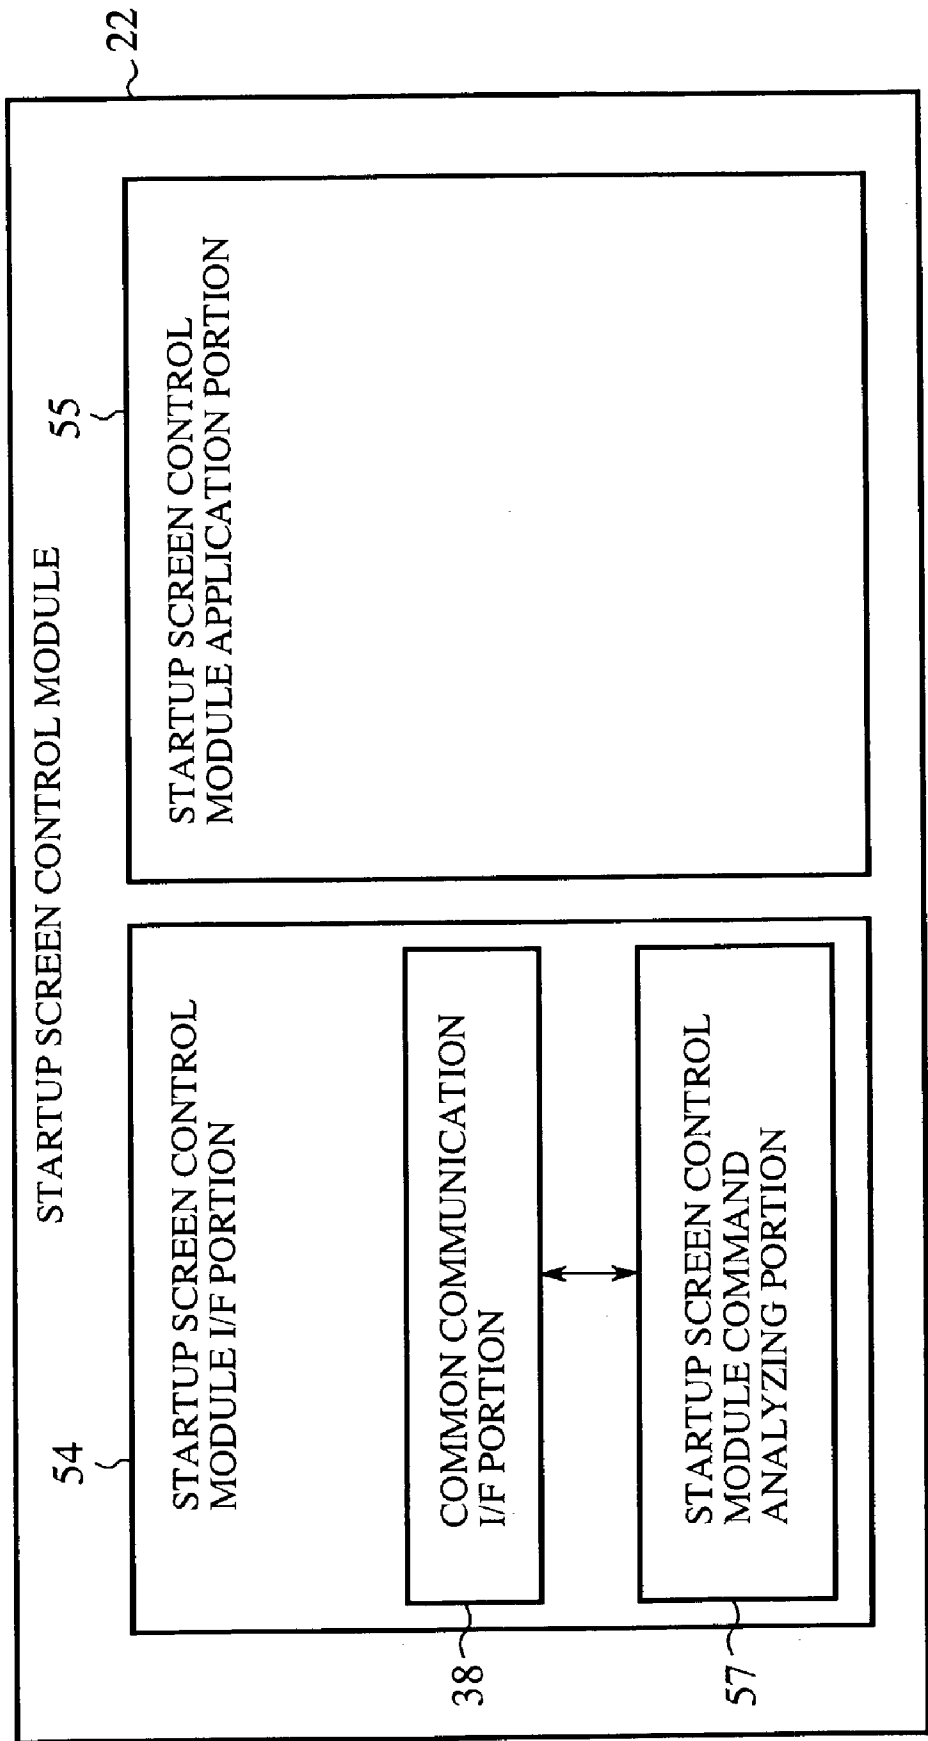 22
STARTUP SCREEN CONTROL MODULE
54
STARTUP SCREEN CONTROL
MODULE I/F PORTION
COMMON COMMUNICATION
I/F PORTION
38
STARTUP SCREEN CONTROL
MODULE COMMAND
ANALYZING PORTION
57
55
STARTUP SCREEN CONTROL
MODULE APPLICATION PORTION